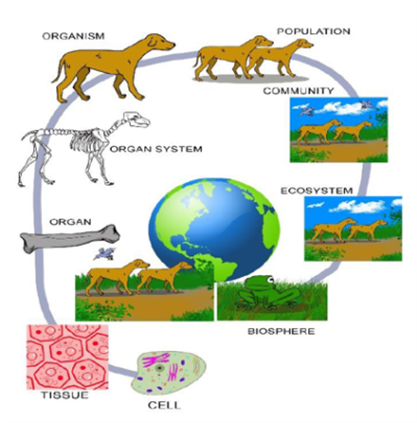 ORGANISM
POPULATION
COMMUNITY
ORGAN SYSTEM
ECOSYSTEM
ORGAN
BIOSPHERE
TISSUE
CELL